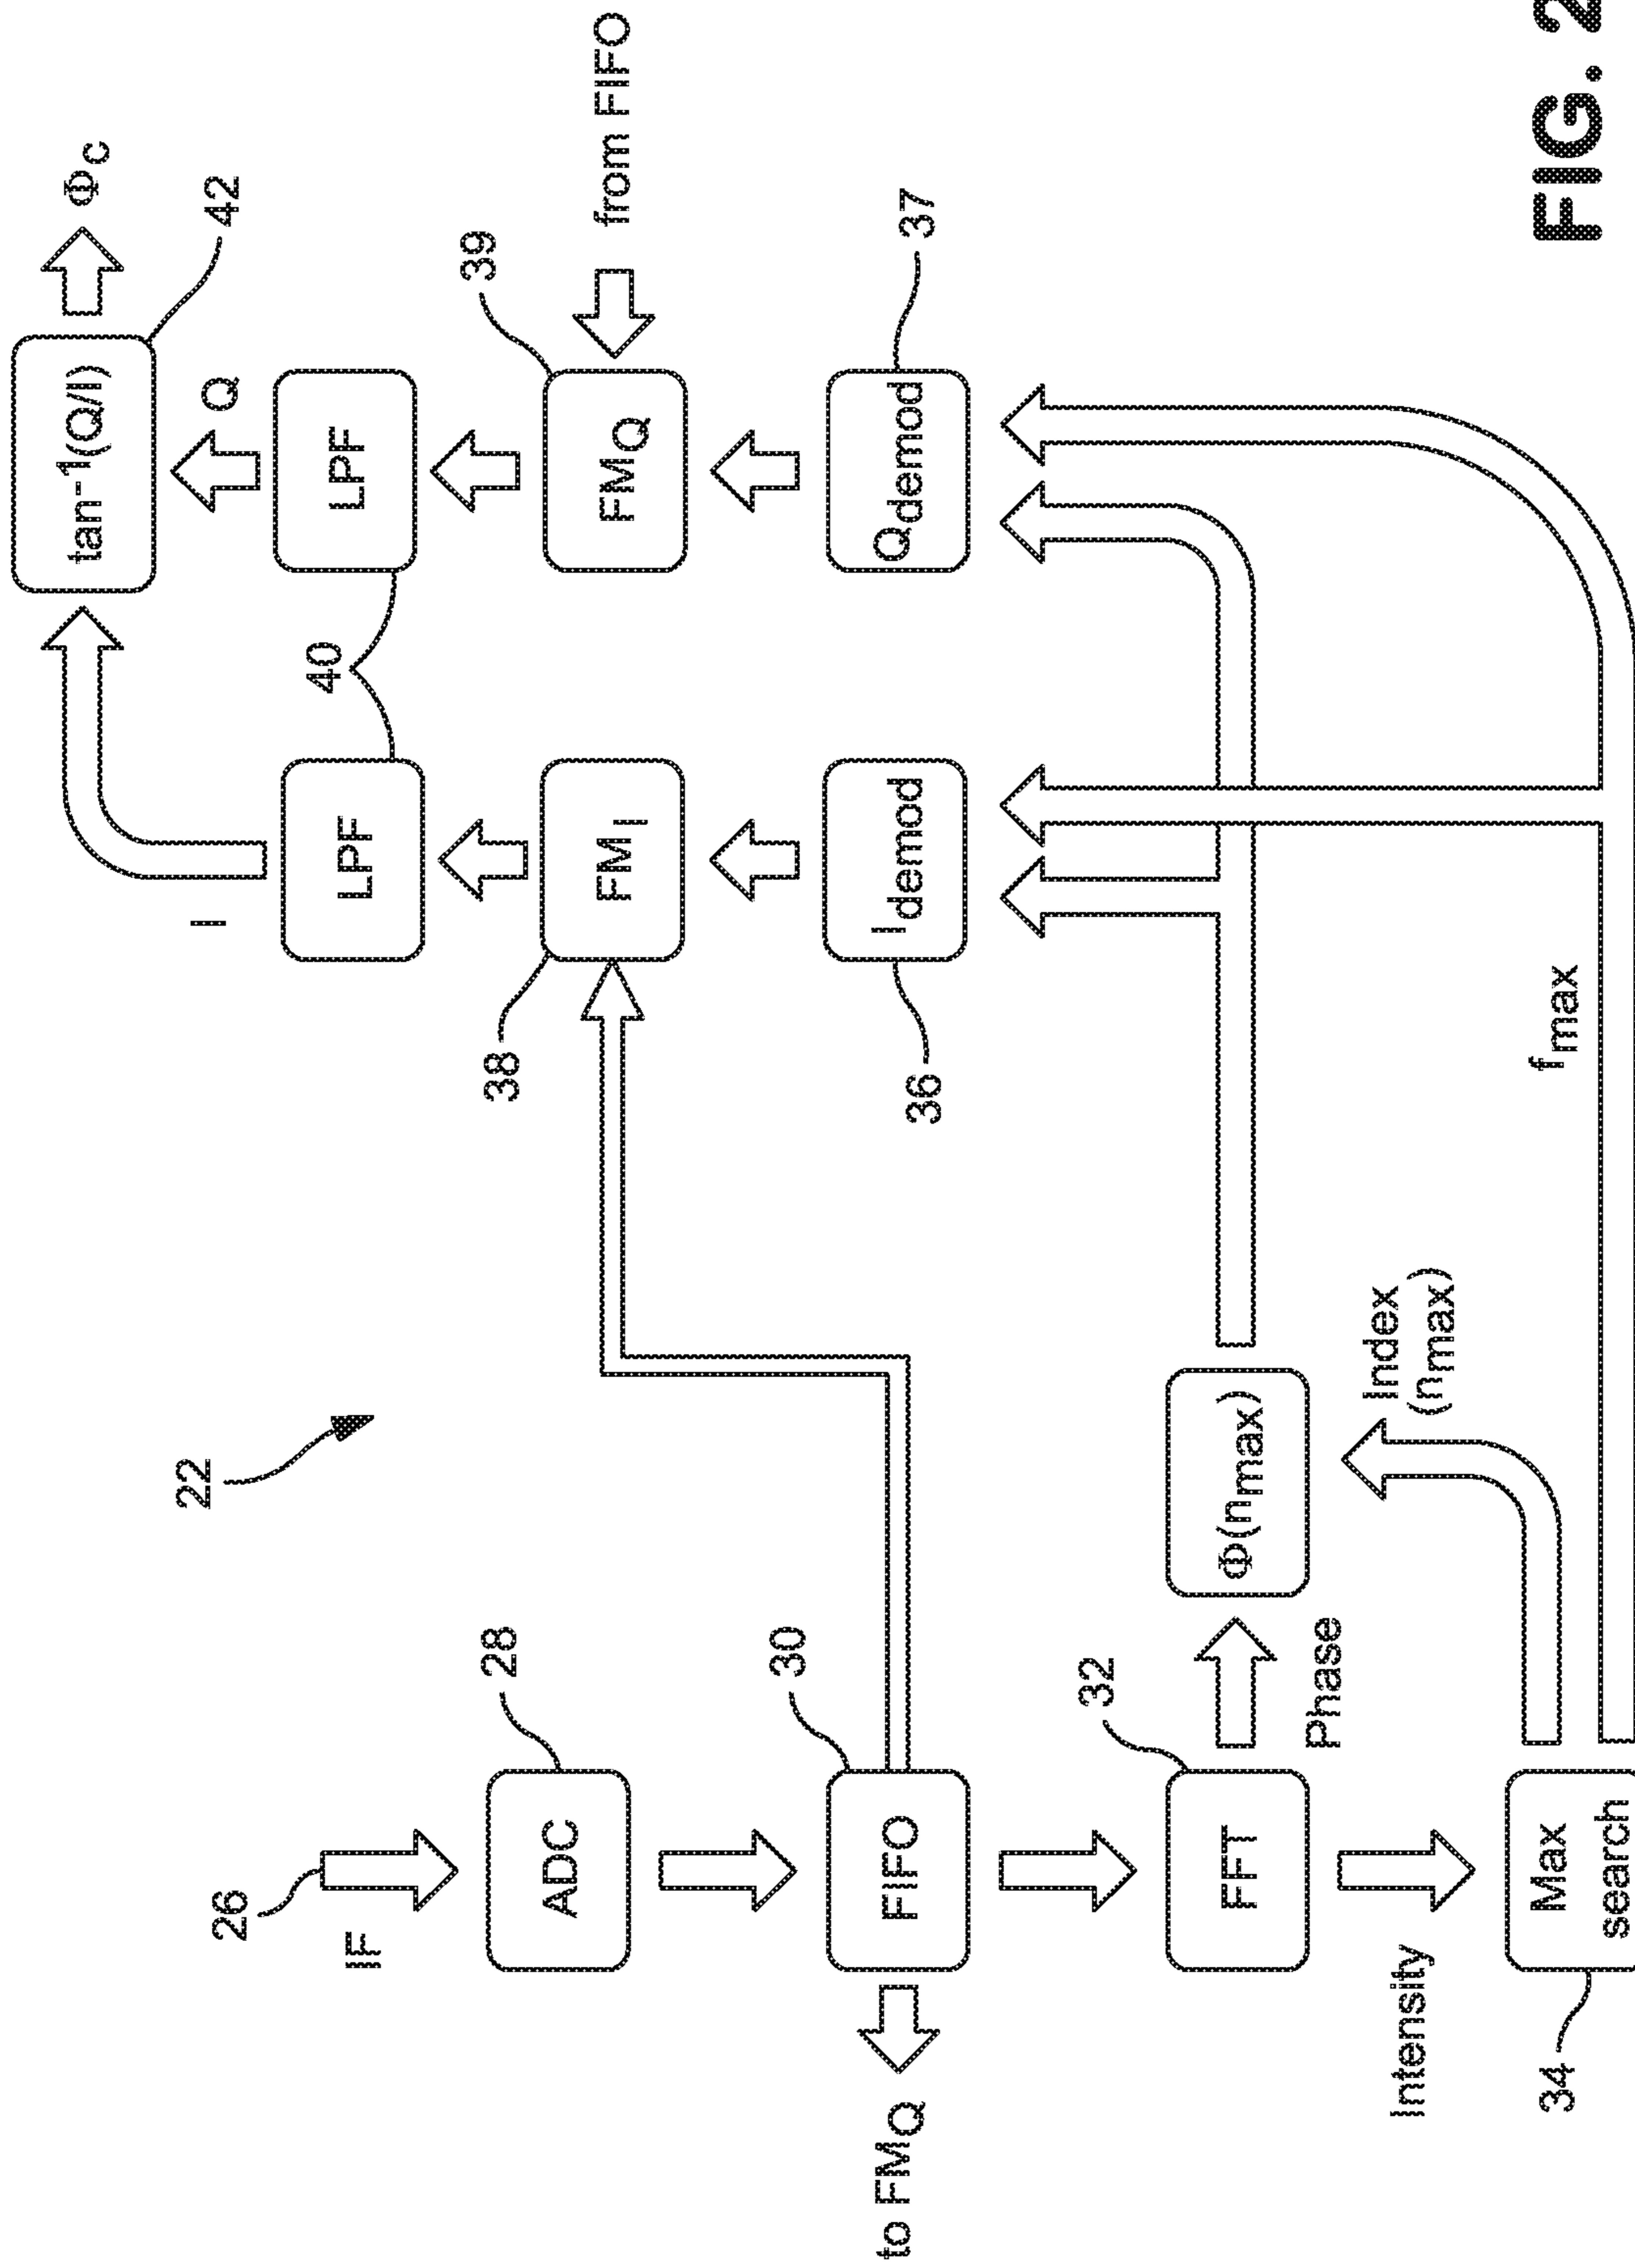 22
26
IF
28
ADC
30
FIFO
to FMQ
32
FFT
Phase
Φ(nmax)
Intensity
Index
(nmax)
34
Max
search
fmax
I
LPF
40
38
FMI
36
Idemod
tan-1(Q/I)
Φc
42
Q
LPF
39
FMQ
from FIFO
37
Qdemod
FIG. 2